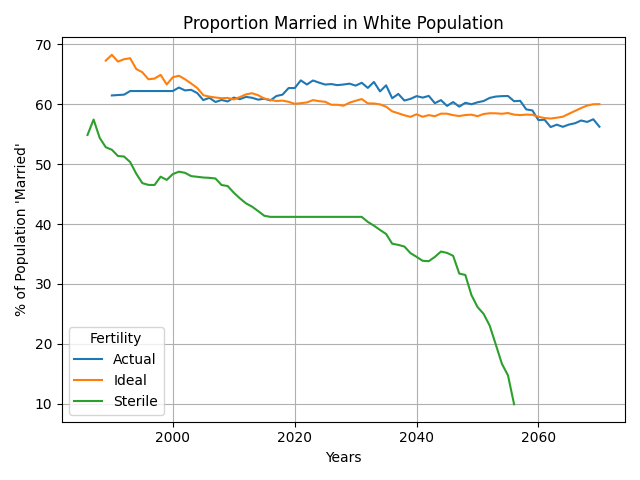 Proportion Married in White Population
% of Population 'Married'
70
60
50
40
30
20
10
Fertility
Actual
Ideal
Sterile
2000
2020
2040
2060
Years